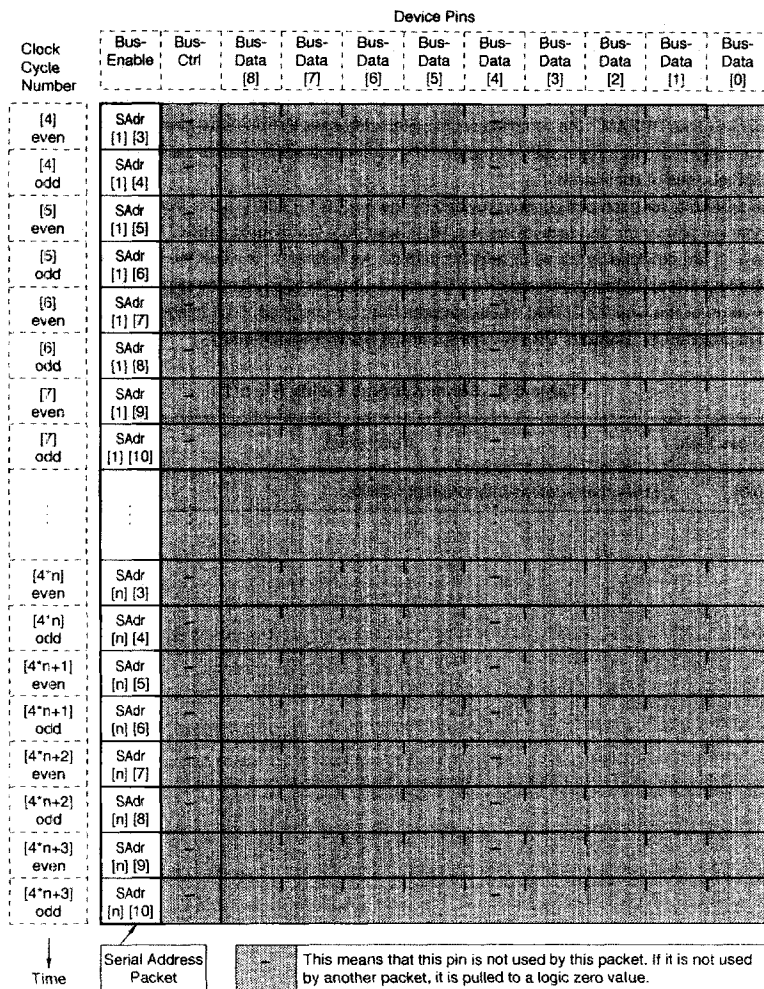 Device Pins
Clock Cycle Number
Bus-Enable Bus-Ctrl Bus-Data [8] Bus-Data [7] Bus-Data [6] Bus-Data [5] Bus-Data [4] Bus-Data [3] Bus-Data [2] Bus-Data [1] Bus-Data [0]
[4] even SAdr [1] [3]
[4] odd SAdr [1] [4]
[5] even SAdr [1] [5]
[5] odd SAdr [1] [6]
[6] even SAdr [1] [7]
[6] odd SAdr [1] [8]
[7] even SAdr [1] [9]
[7] odd SAdr [1] [10]
[4*n] even SAdr [n] [3]
[4*n] odd SAdr [n] [4]
[4*n+1] even SAdr [n] [5]
[4*n+1] odd SAdr [n] [6]
[4*n+2] even SAdr [n] [7]
[4*n+2] odd SAdr [n] [8]
[4*n+3] even SAdr [n] [9]
[4*n+3] odd SAdr [n] [10]
Time
Serial Address
Packet
– This means that this pin is not used by this packet. If it is not used
by another packet, it is pulled to a logic zero value.